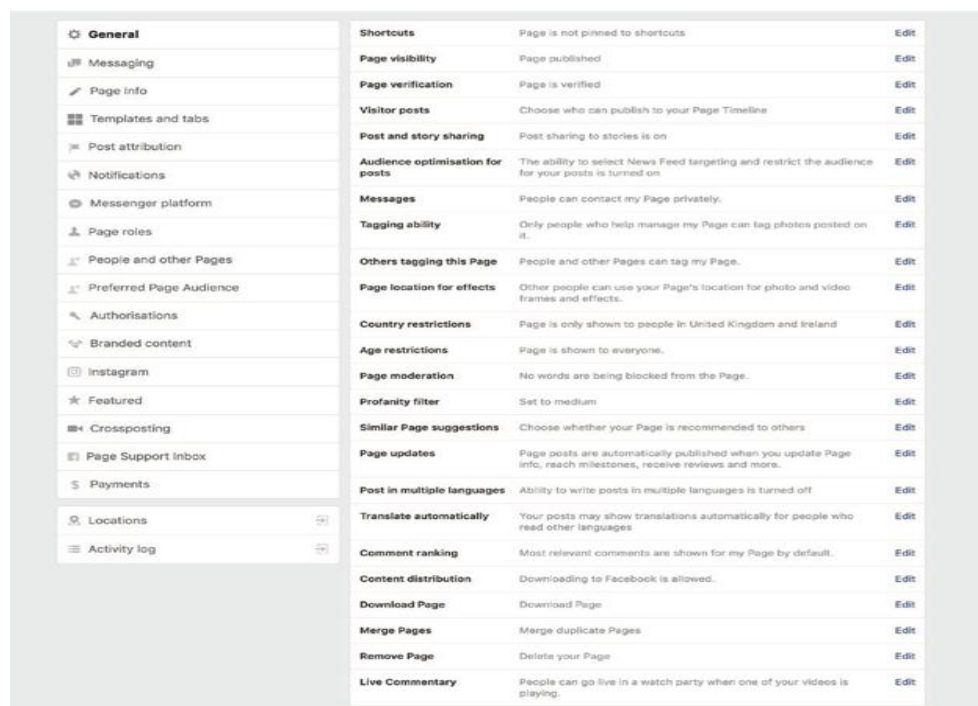 General
Messaging
Page Info
Templates and tabs
Post attribution
Notifications
Messenger platform
Page roles
People and other Pages
Preferred Page Audience
Authorisations
Branded content
Instagram
Featured
Crossposting
Page Support Inbox
Payments
Locations
Activity log
Shortcuts Page is not pinned to shortcuts Edit
Page visibility Page published Edit
Page verification Page is verified Edit
Visitor posts Choose who can publish to your Page Timeline Edit
Post and story sharing Post sharing to stories is on Edit
Audience optimisation for The ability to select News Feed targeting and restrict the audience Edit
posts for your posts is turned on
Messages People can contact my Page privately. Edit
Tagging ability Only people who help manage my Page can tag photos posted on Edit
it.
Others tagging this Page People and other Pages can tag my Page. Edit
Page location for effects Other people can use your Page's location for photo and video Edit
frames and effects.
Country restrictions Page is only shown to people in United Kingdom and Ireland Edit
Age restrictions Page is shown to everyone. Edit
Page moderation No words are being blocked from the Page. Edit
Profanity filter Set to medium Edit
Similar Page suggestions Choose whether your Page is recommended to others Edit
Page updates Page posts are automatically published when you update Page Edit
info, reach milestones, receive reviews and more.
Post in multiple languages Ability to write posts in multiple languages is turned off Edit
Translate automatically Your posts may show translations automatically for people who Edit
read other languages
Comment ranking Most relevant comments are shown for my Page by default. Edit
Content distribution Downloading to Facebook is allowed. Edit
Download Page Download Page Edit
Merge Pages Merge duplicate Pages Edit
Remove Page Delete your Page Edit
Live Commentary People can go live in a watch party when one of your videos is Edit
playing.